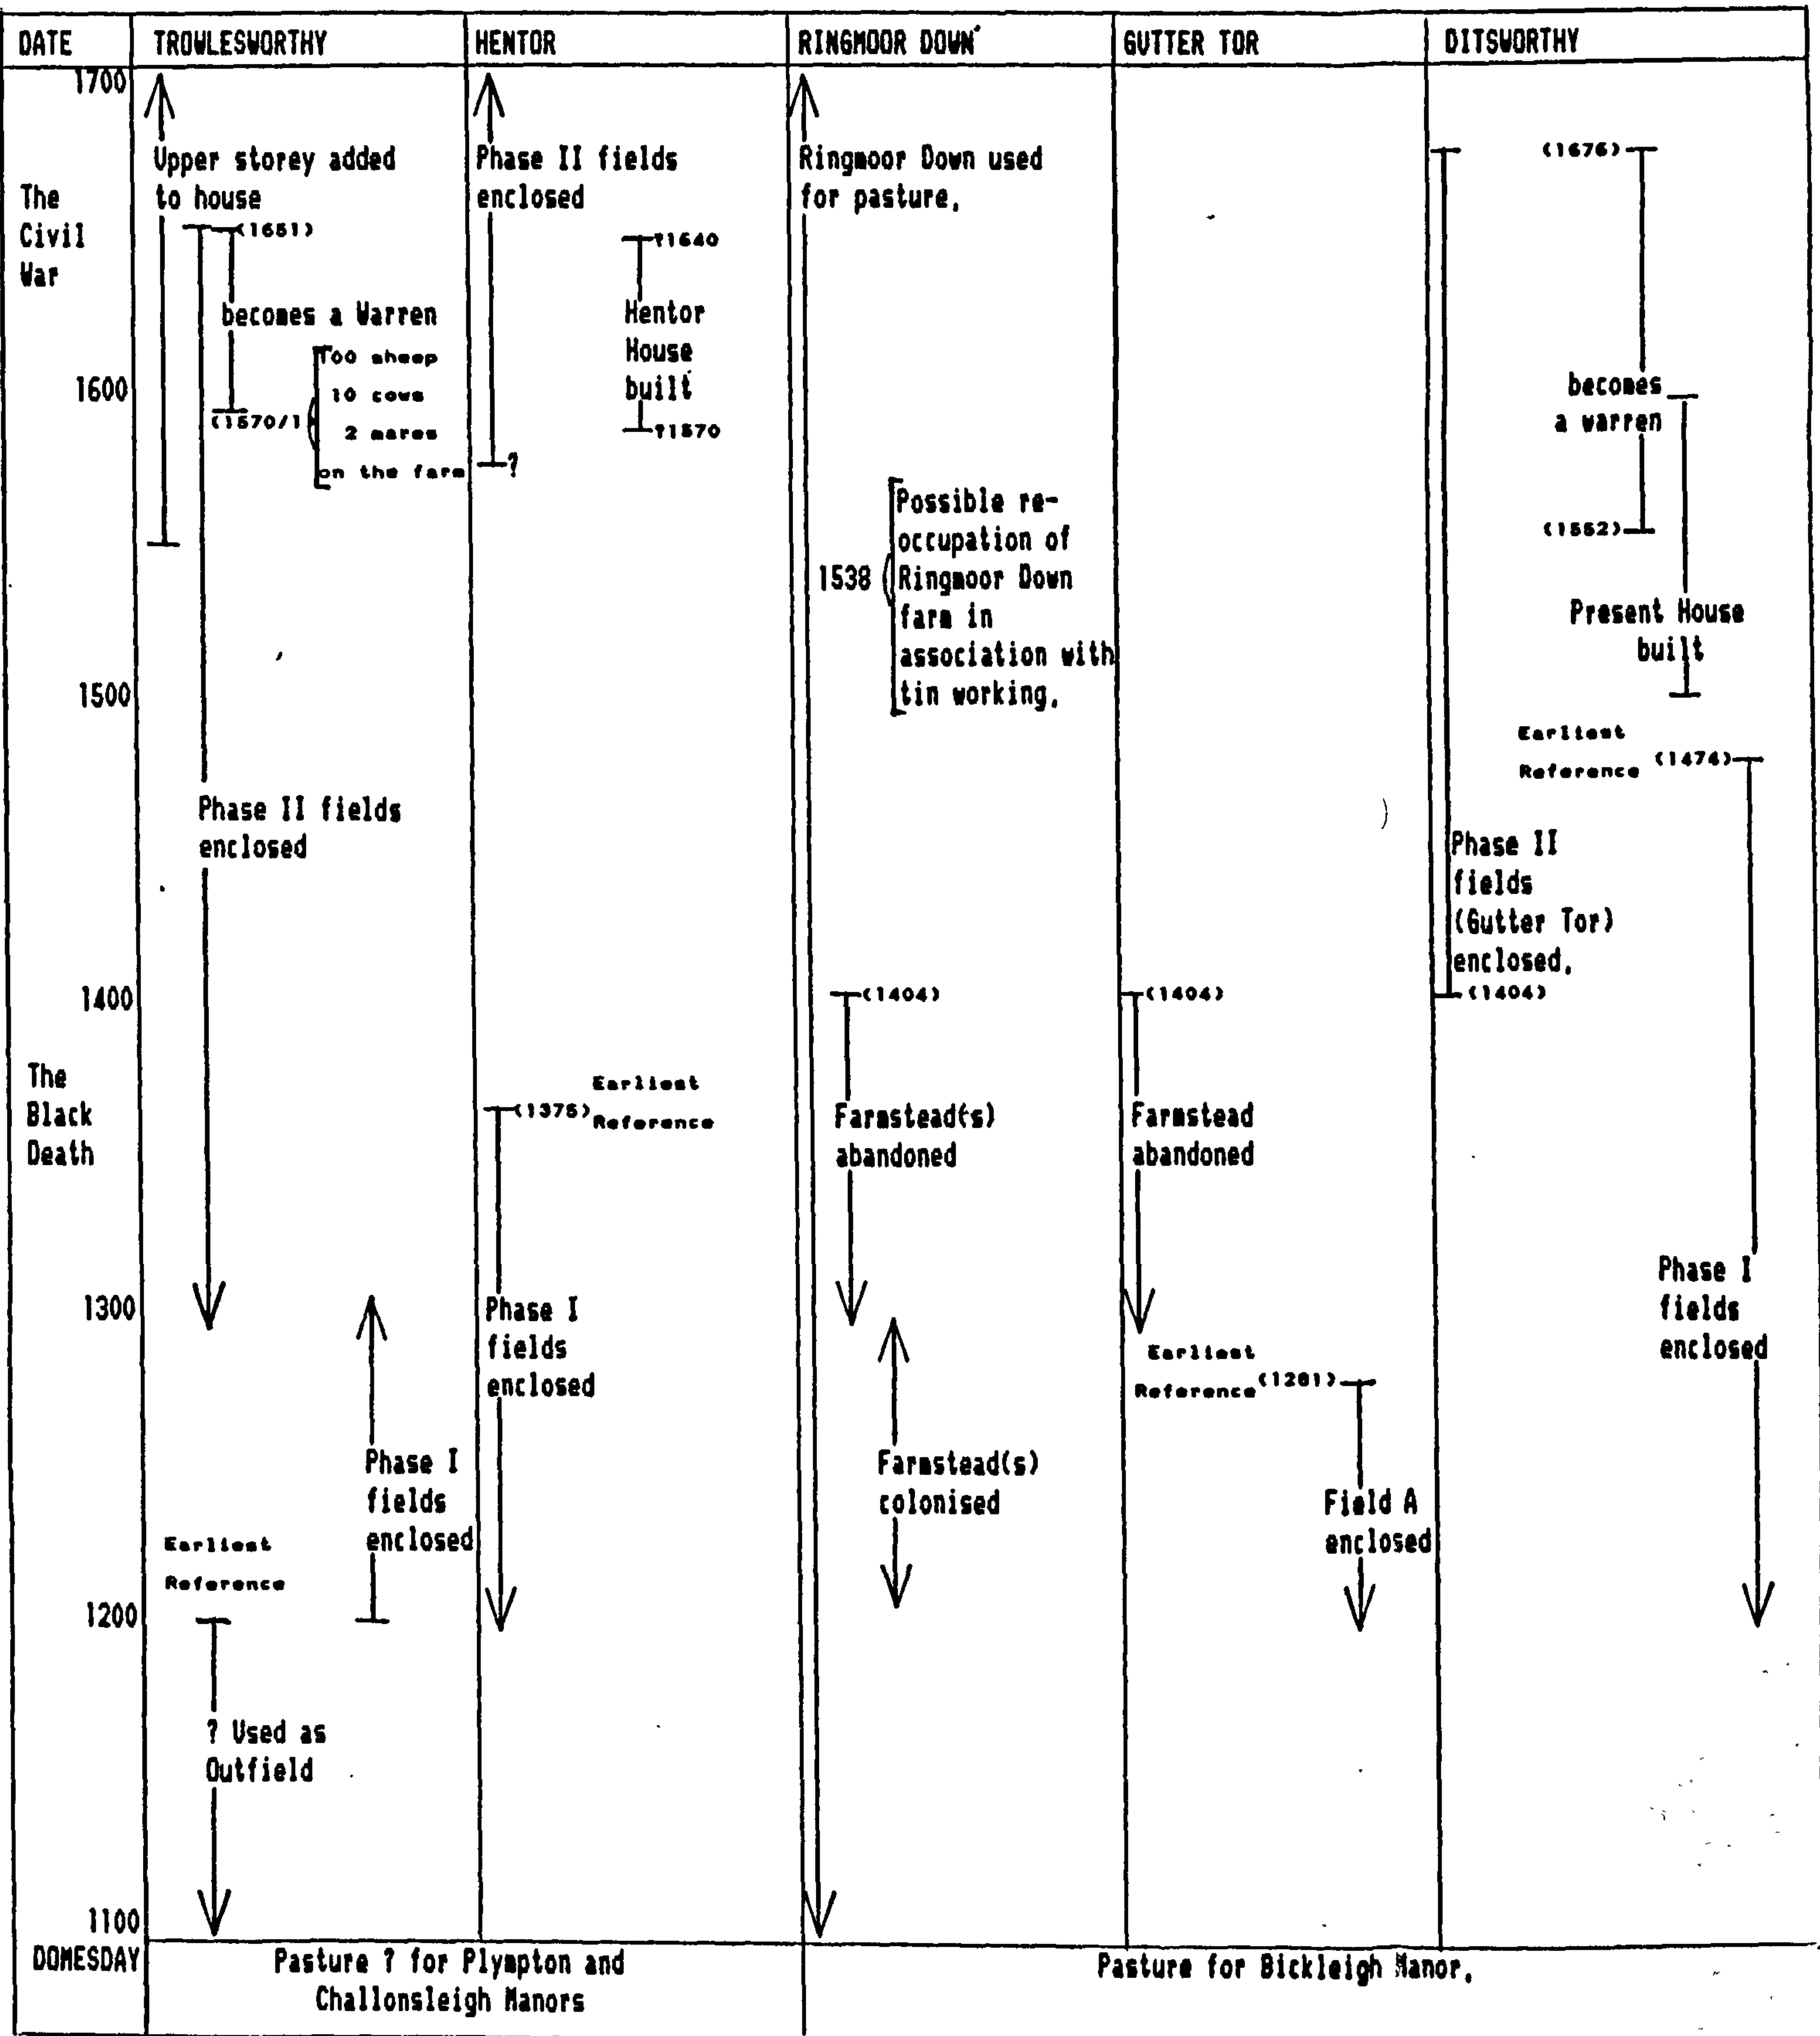 DATE TROWLESWORTHY HENTOR RINGMOOR DOWN GUTTER TOR DITSWORTHY
1700
The
Civil
War
1600
1500
1400
The
Black
Death
1300
1200
1100
DOMESDAY
Upper storey added
to house
(1651)
becomes a Warren
(1570/1
100 sheep
10 cows
2 mares
on the farm
Phase II fields
enclosed
Phase I
fields
enclosed
Earliest
Reference
? Used as
Outfield
Phase II fields
enclosed
?1640
Hentor
House
built
?1570
?
Earliest
(1375) Reference
Phase I
fields
enclosed
Ringmoor Down used
for pasture.
1538
Possible re-
occupation of
Ringmoor Down
farm in
association with
tin working.
(1404)
Farmstead(s)
abandoned
Farmstead(s)
colonised
(1404)
Farmstead
abandoned
Earliest
Reference (1281)
Field A
enclosed
(1676)
becomes
a warren
(1552)
Present House
built
Earliest
Reference (1474)
Phase II
fields
(Gutter Tor)
enclosed.
(1404)
Phase I
fields
enclosed
Pasture ? for Plympton and
Challonsleigh Manors
Pasture for Bickleigh Manor.